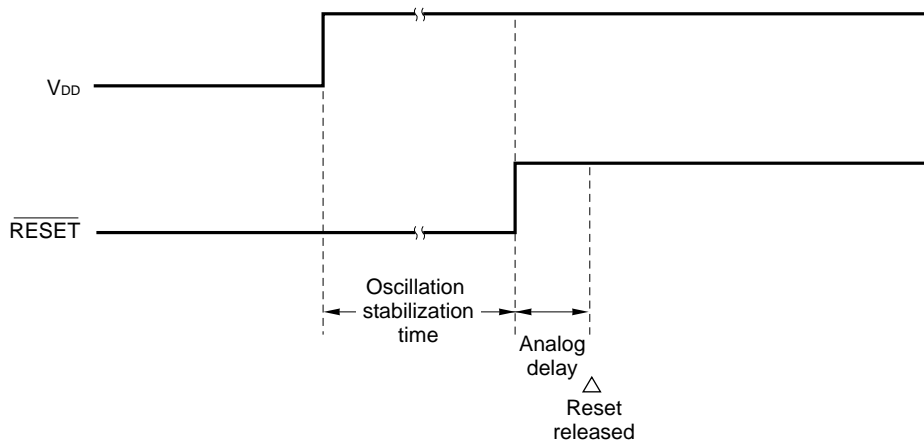 VDD
RESET
Oscillation
stabilization
time
Analog
delay
Reset
released